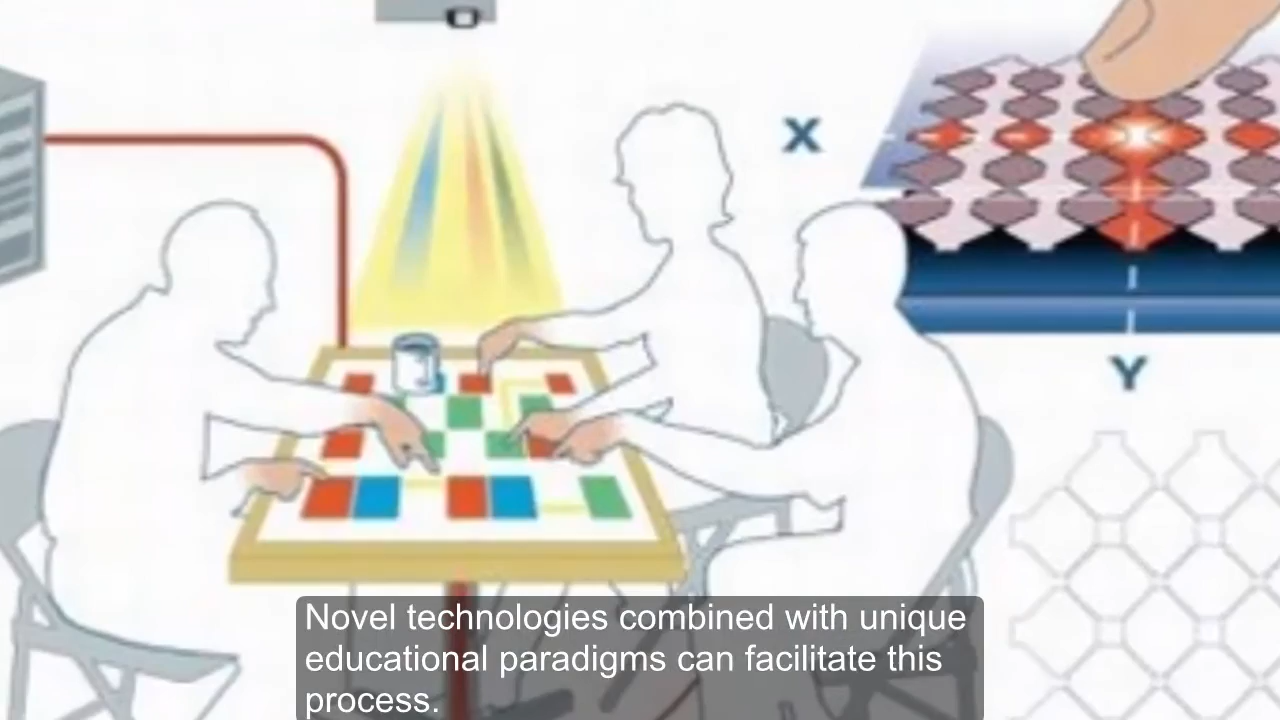 X
Y
Novel technologies combined with unique
educational paradigms can facilitate this
process.